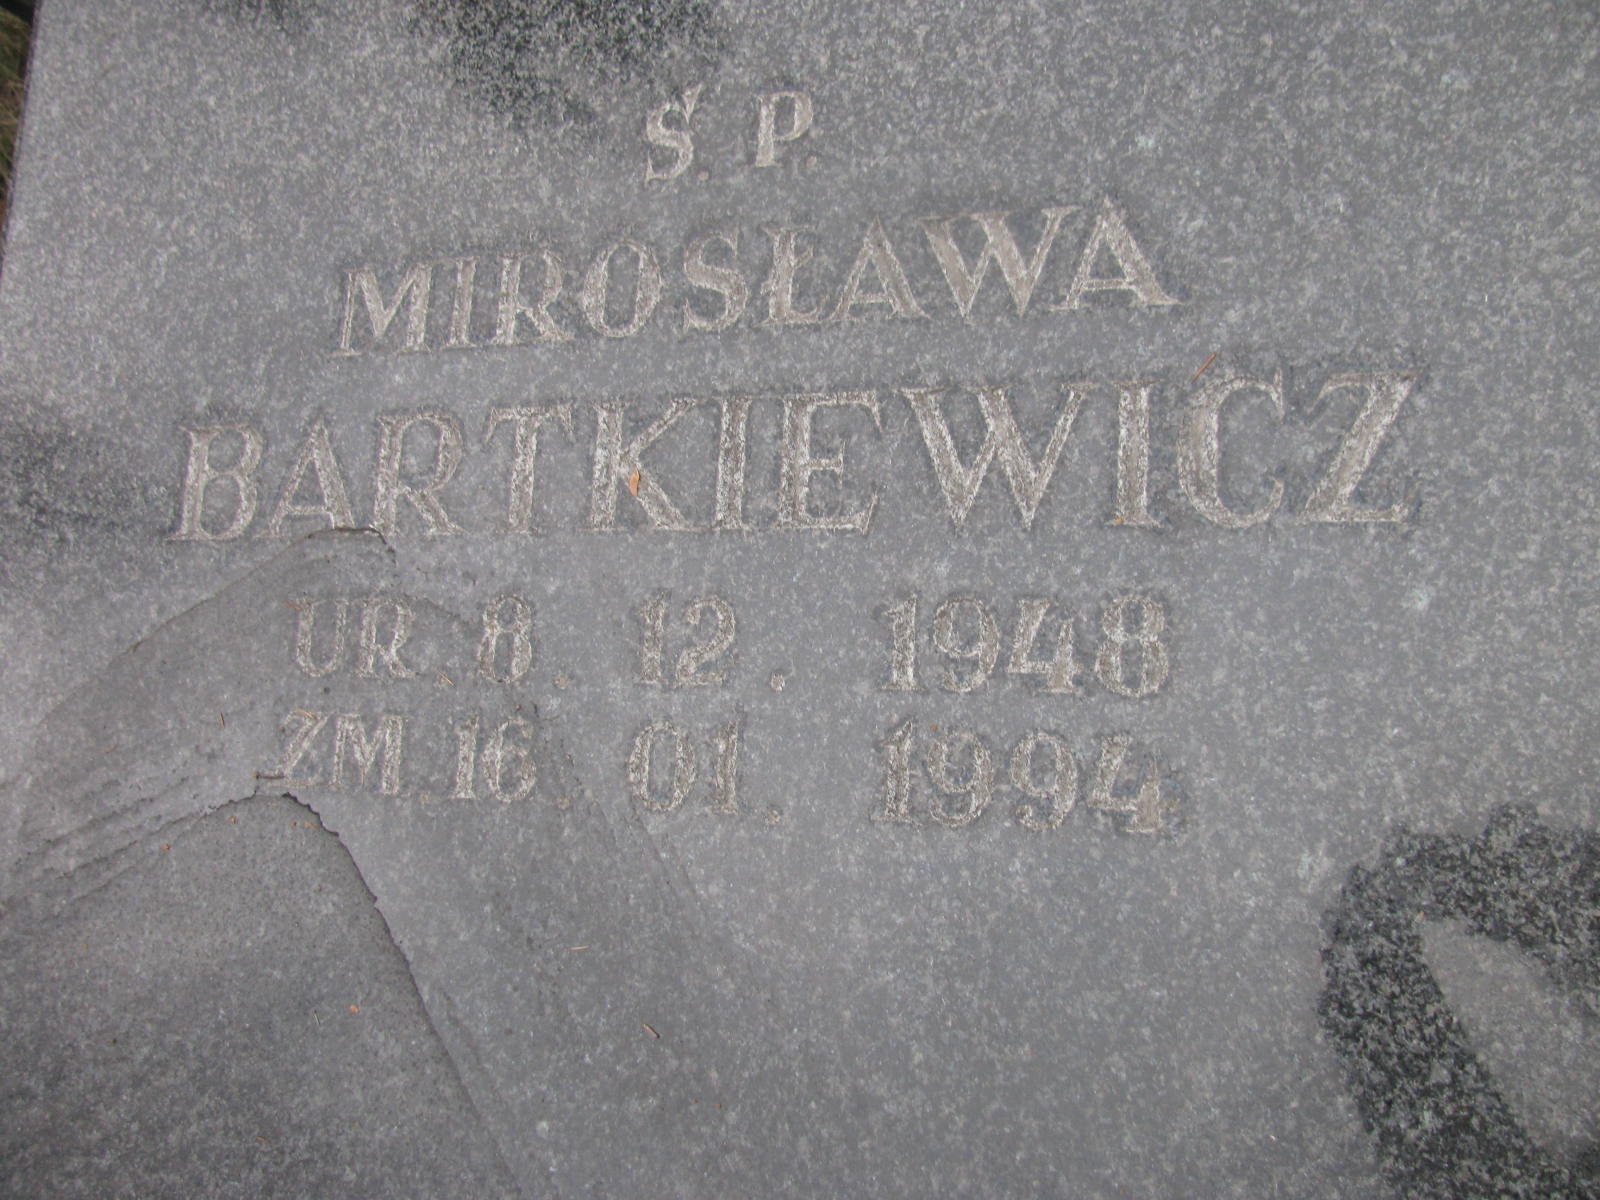 Ś. P.
MIROSŁAWA
BARTKIEWICZ
UR. 8. 12. 1948
ZM. 16. 01. 1994